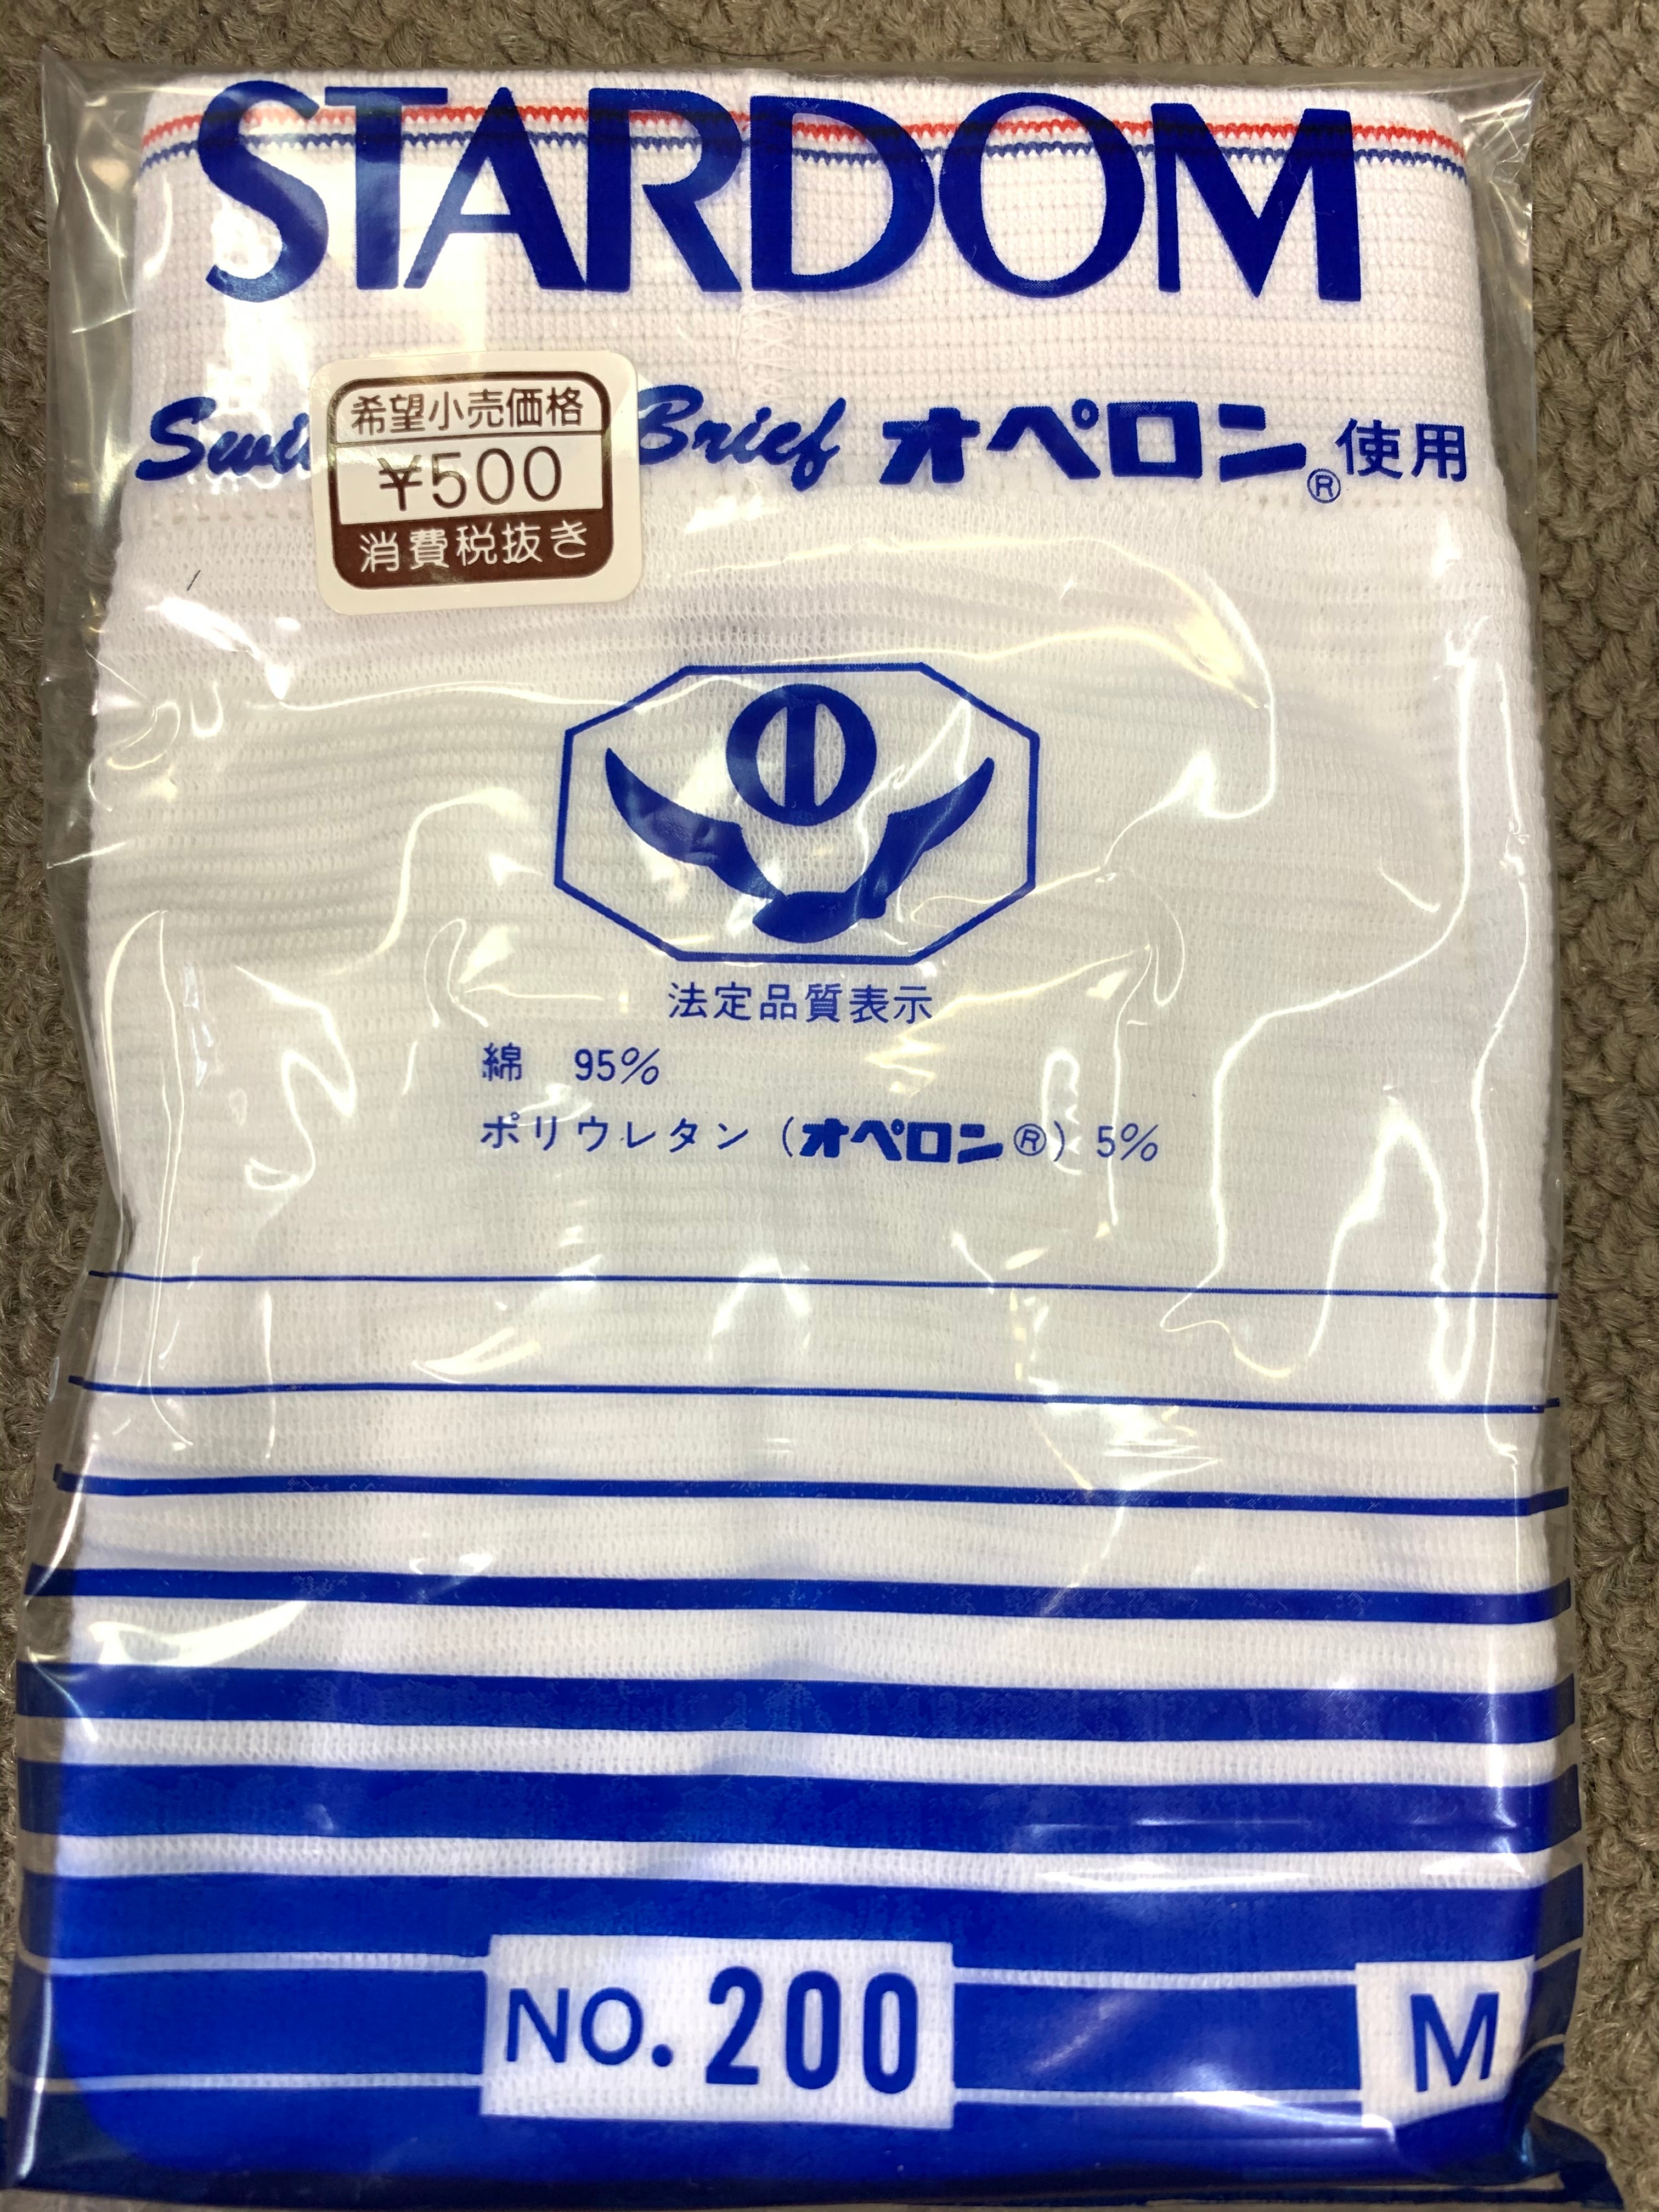 STARDOM
Brief オペロン® 使用
希望小売価格
¥500
消費税抜き
法定品質表示
綿 95%
ポリウレタン (オペロン®) 5%
NO. 200
M